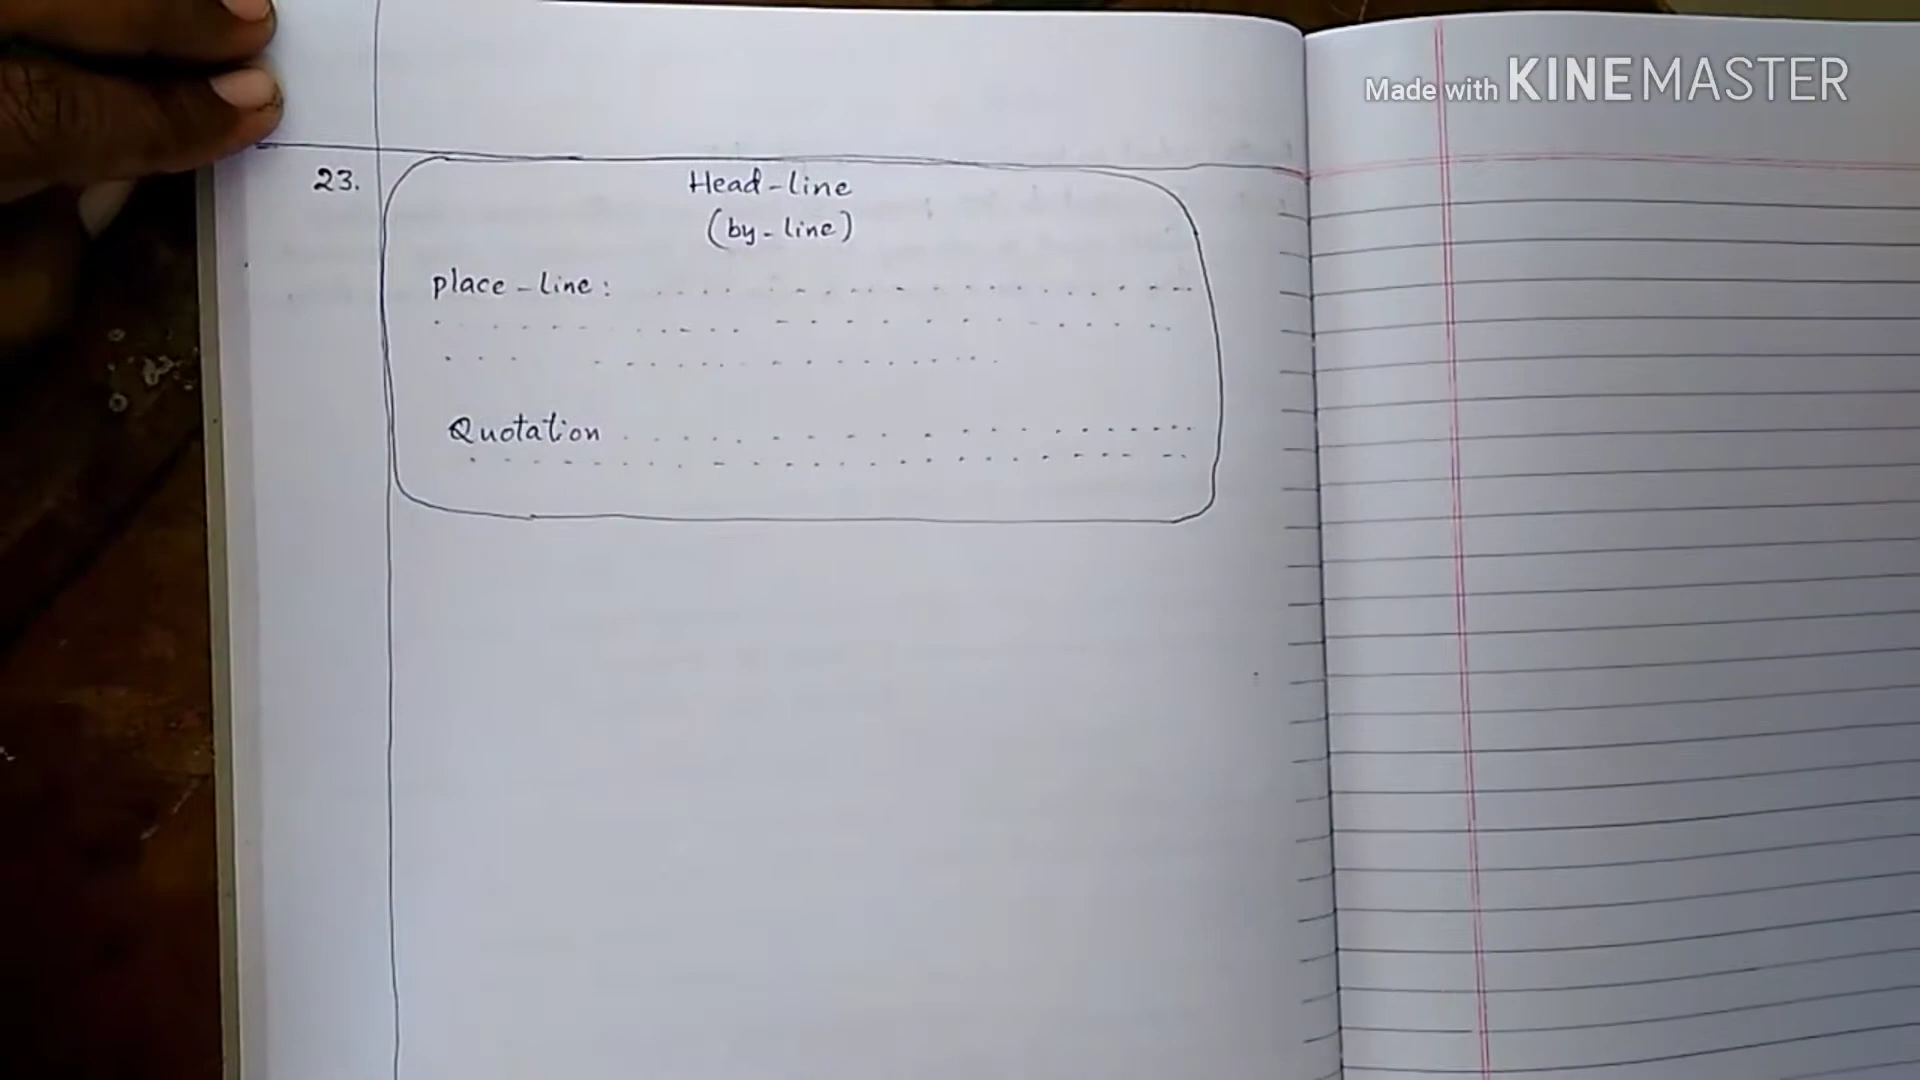 Made with KINEMASTER
23. Head-line
(by-line)
place-line: . . . . . . . . . . . . . . . . . . . .
. . . . . . . . . . . . . . . . . . . . . . . .
. . . . . . . . . . . . . . . . . . .
Quotation . . . . . . . . . . . . . . . . . .
. . . . . . . . . . . . . . . . . . . . . .